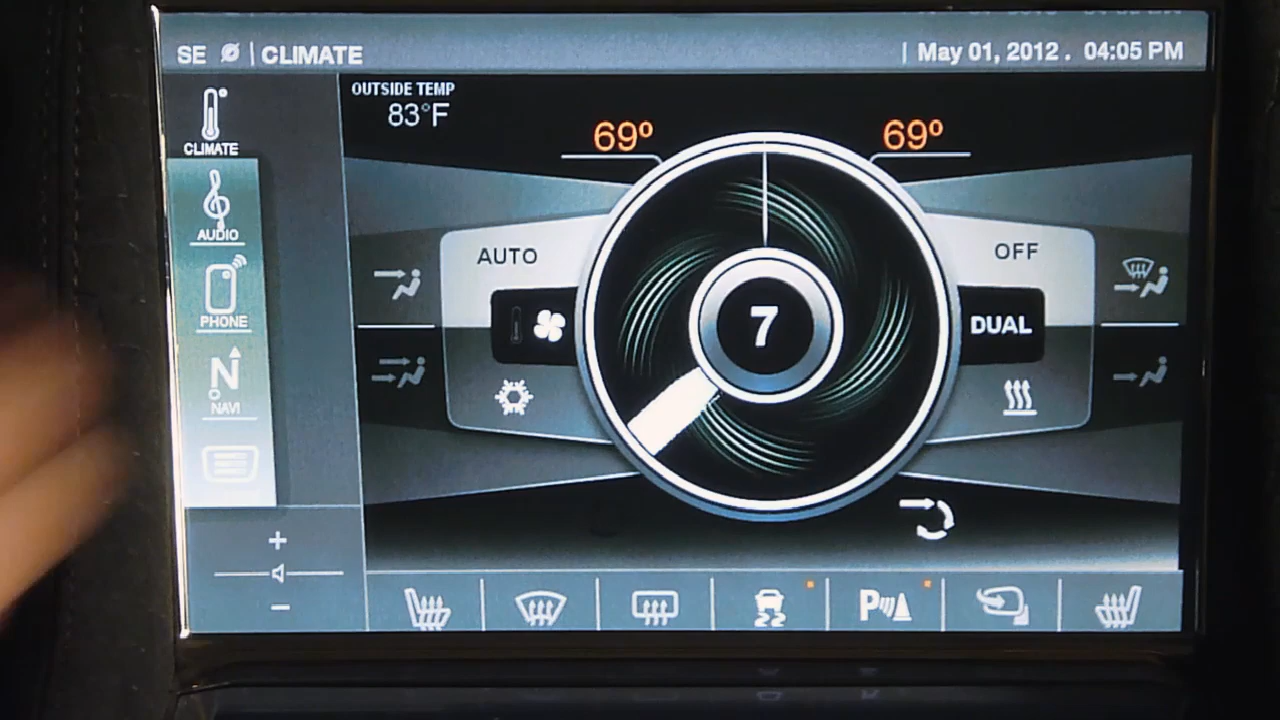 SE | CLIMATE
| May 01, 2012 . 04:05 PM
CLIMATE
AUDIO
PHONE
N
NAVI
+
−
OUTSIDE TEMP
83°F
69°
69°
AUTO
OFF
7
DUAL
P